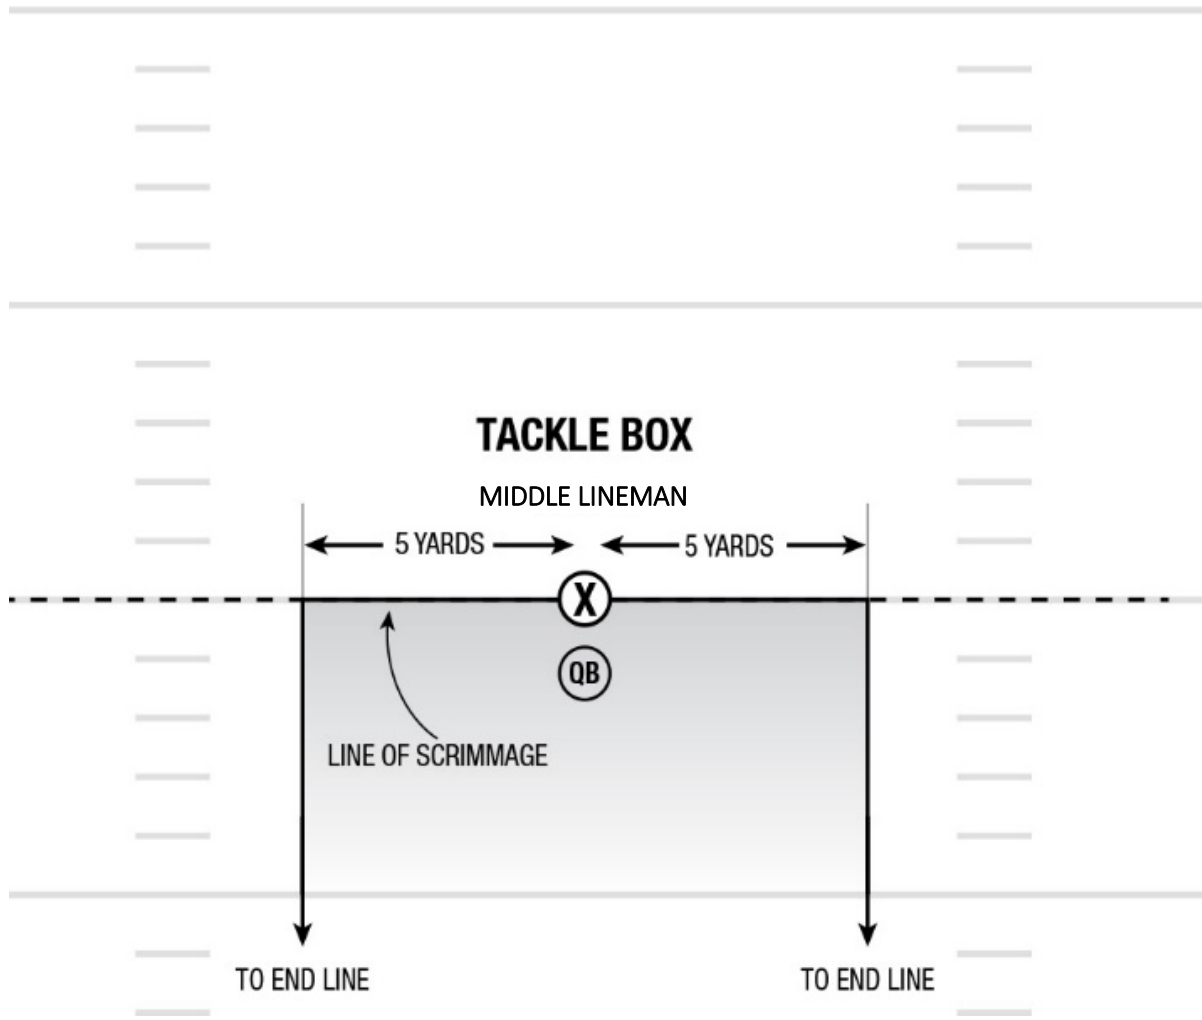 TACKLE BOX
MIDDLE LINEMAN
5 YARDS
5 YARDS
X
QB
LINE OF SCRIMMAGE
TO END LINE
TO END LINE